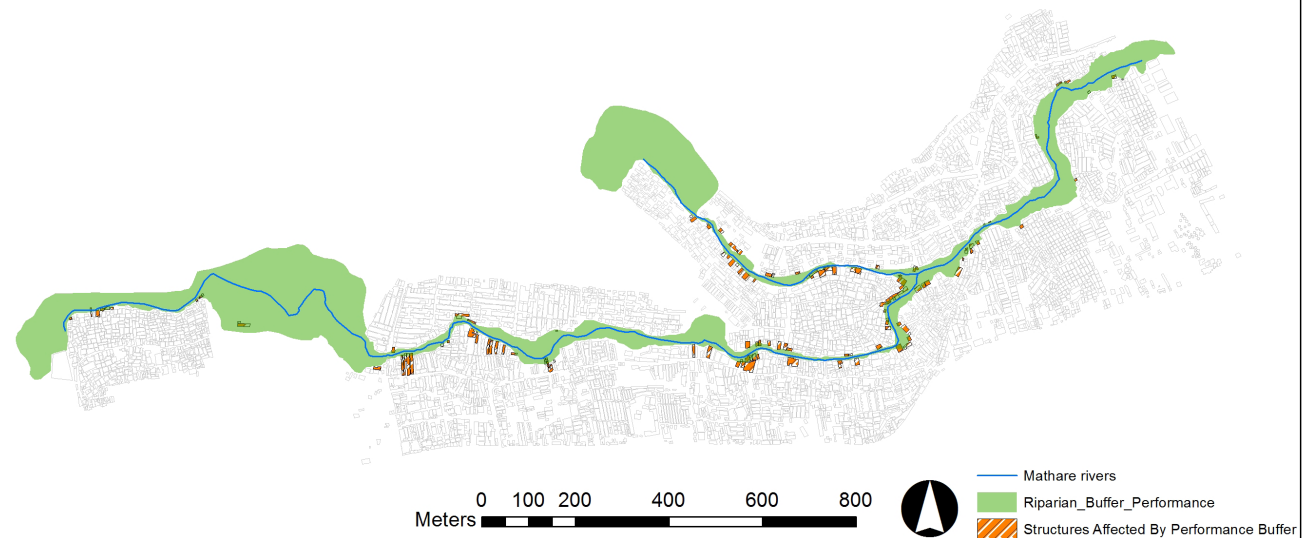 Mathare rivers
Riparian_Buffer_Performance
Structures Affected By Performance Buffer
0 100 200 400 600 800
Meters